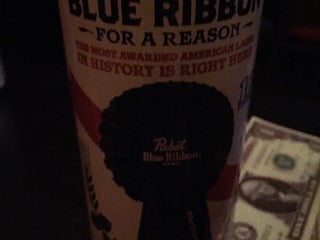 BLUE RIBBON
FOR A REASON
THE MOST AWARDED AMERICAN LAGER
IN HISTORY IS RIGHT HERE
Pabst
Blue Ribbon